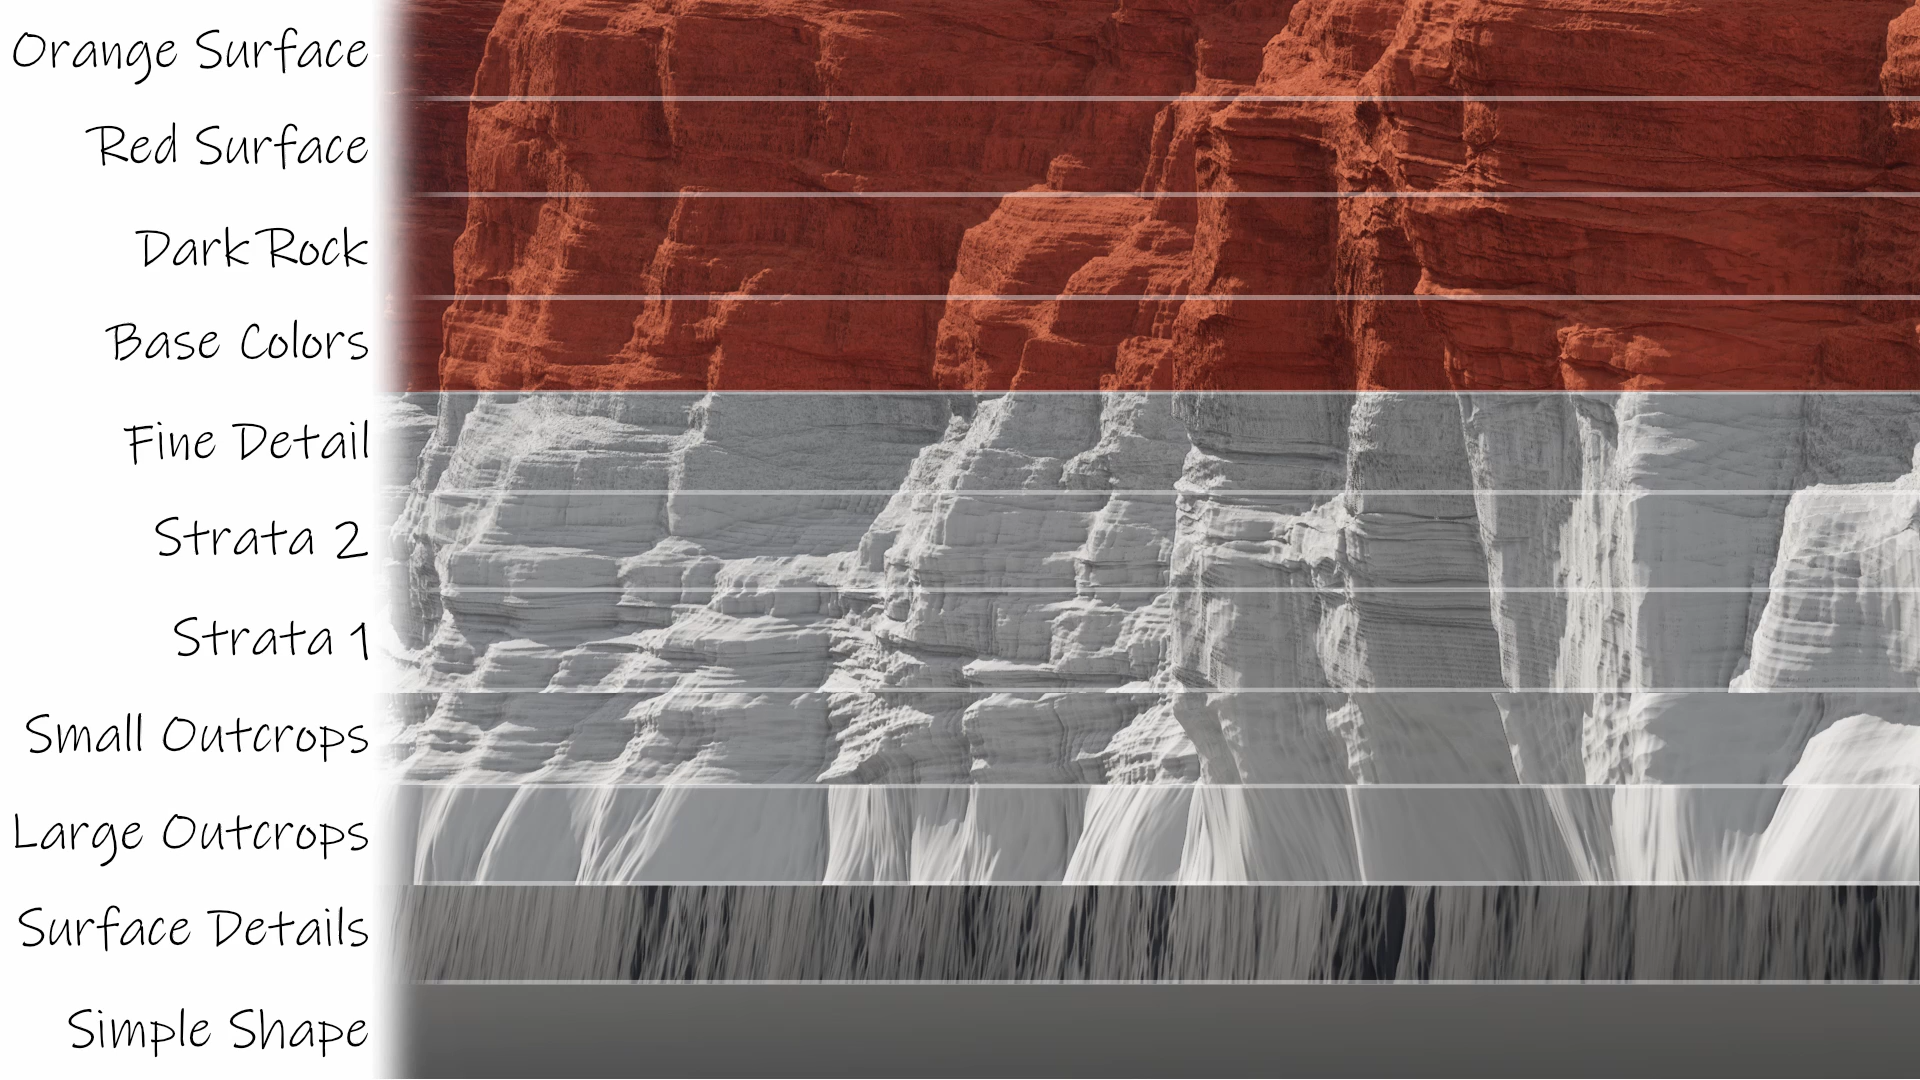 Orange Surface
Red Surface
Dark Rock
Base Colors
Fine Detail
Strata 2
Strata 1
Small Outcrops
Large Outcrops
Surface Details
Simple Shape